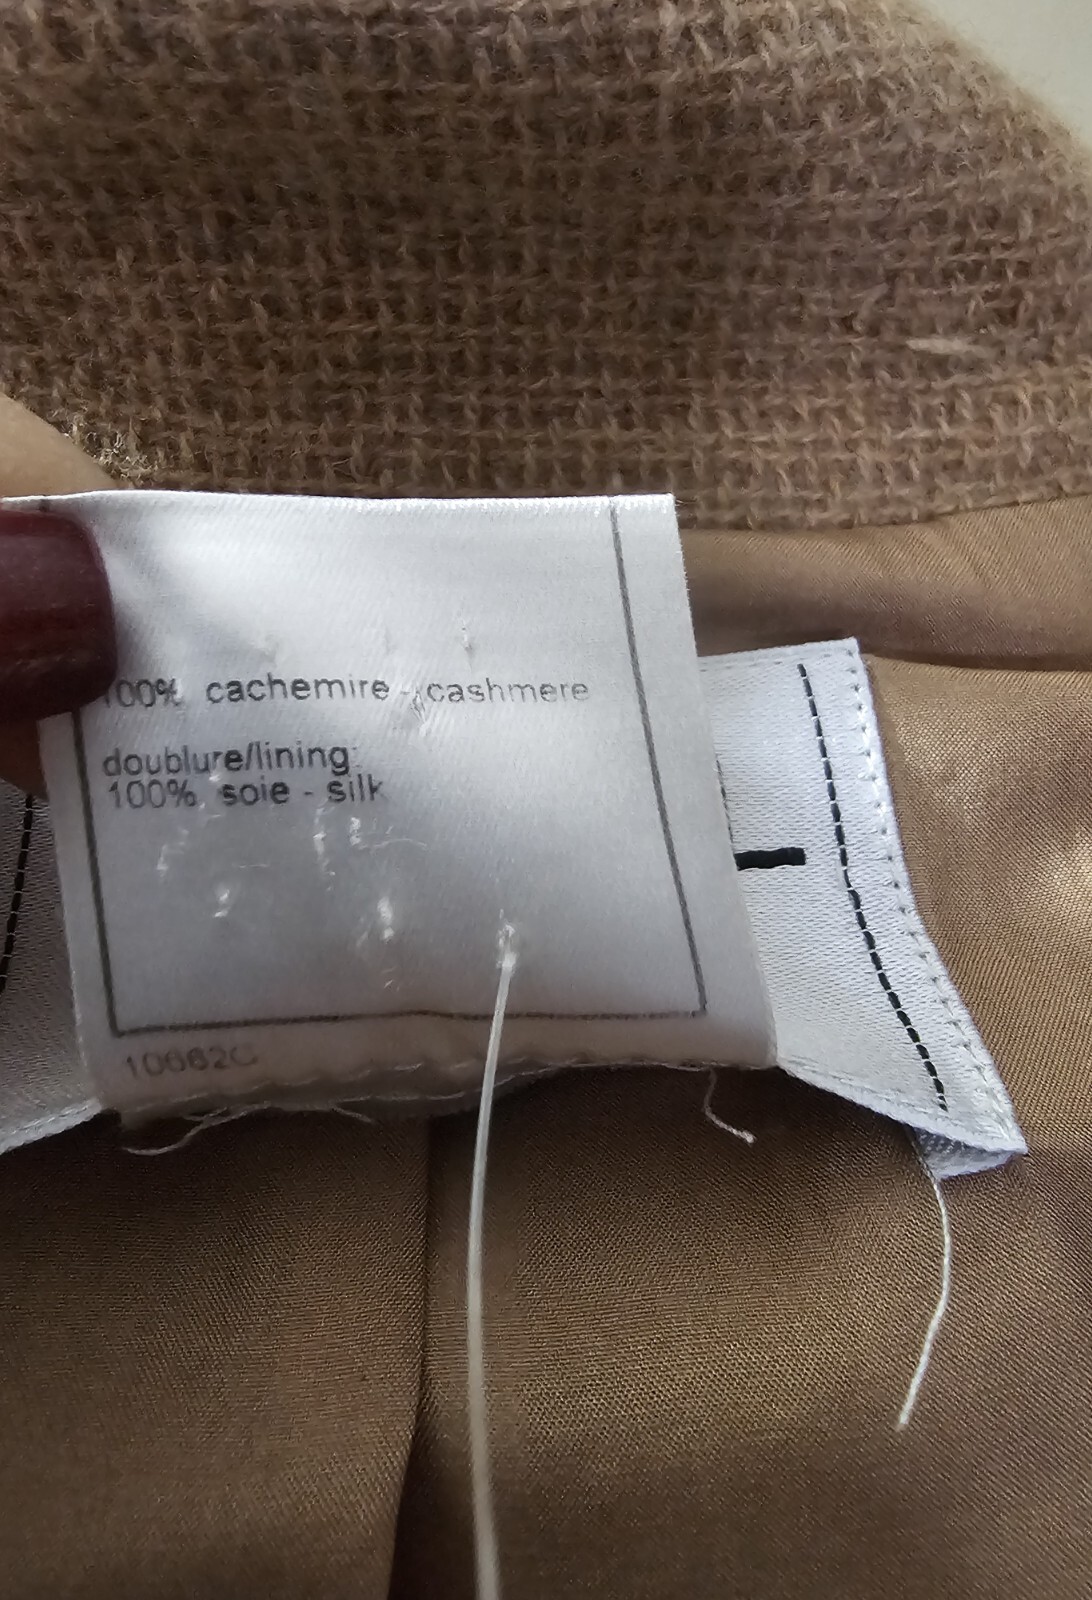 100% cachemire - cashmere
doublure/lining:
100% soie - silk
10662C